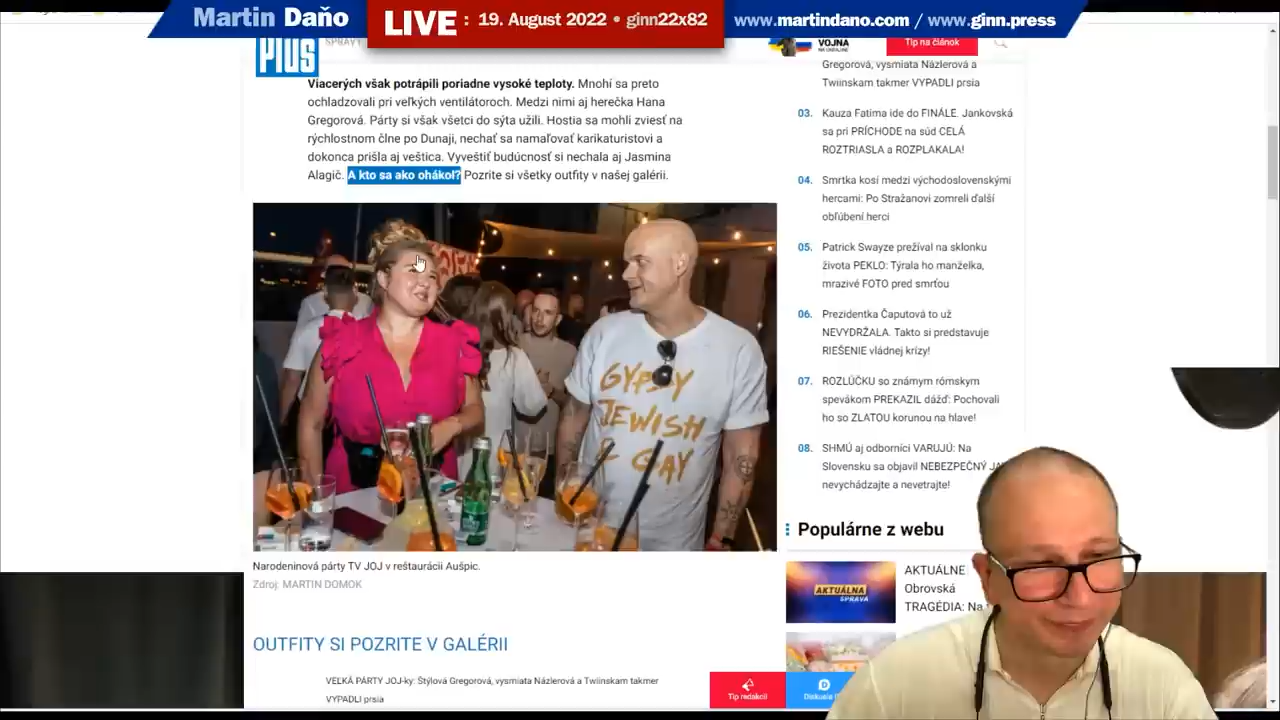 Martin Daňo
LIVE : 19. August 2022 • ginn22x82
www.martindano.com / www.ginn.press
PLUS
SPRÁVY
VOJNA
NA UKRAJINE
Tip na článok
Viacerých však potrápili poriadne vysoké teploty. Mnohí sa preto
ochladzovali pri veľkých ventilátoroch. Medzi nimi aj herečka Hana
Gregorová. Párty si však všetci do sýta užili. Hostia sa mohli zviesť na
rýchlostnom člne po Dunaji, nechať sa namaľovať karikaturistovi a
dokonca prišla aj veštica. Vyveštiť budúcnosť si nechala aj Jasmina
Alagič. A kto sa ako ohákol? Pozrite si všetky outfity v našej galérii.
GYPSY
JEWISH
& GAY
Narodeninová párty TV JOJ v reštaurácii Aušpic.
Zdroj: MARTIN DOMOK
OUTFITY SI POZRITE V GALÉRII
VEĽKÁ PÁRTY JOJ-ky: Štýlová Gregorová, vysmiata Názlerová a Twiinskam takmer
VYPADLI prsia
Gregorová, vysmiata Názlerová a
Twiinskam takmer VYPADLI prsia
03. Kauza Fatima ide do FINÁLE. Jankovská
sa pri PRÍCHODE na súd CELÁ
ROZTRIASLA a ROZPLAKALA!
04. Smrtka kosí medzi východoslovenskými
hercami: Po Stražanovi zomreli ďalší
obľúbení herci
05. Patrick Swayze prežíval na sklonku
života PEKLO: Týrala ho manželka,
mrazivé FOTO pred smrťou
06. Prezidentka Čaputová to už
NEVYDRŽALA. Takto si predstavuje
RIEŠENIE vládnej krízy!
07. ROZLÚČKU so známym rómskym
spevákom PREKAZIL dážď: Pochovali
ho so ZLATOU korunou na hlave!
08. SHMÚ aj odborníci VARUJÚ: Na
Slovensku sa objavil NEBEZPEČNÝ
nevychádzajte a nevetrajte!
Populárne z webu
AKTUÁLNA
SPRÁVA
AKTUÁLNE
Obrovská
TRAGÉDIA: Na
Tip redakcii
Diskusia